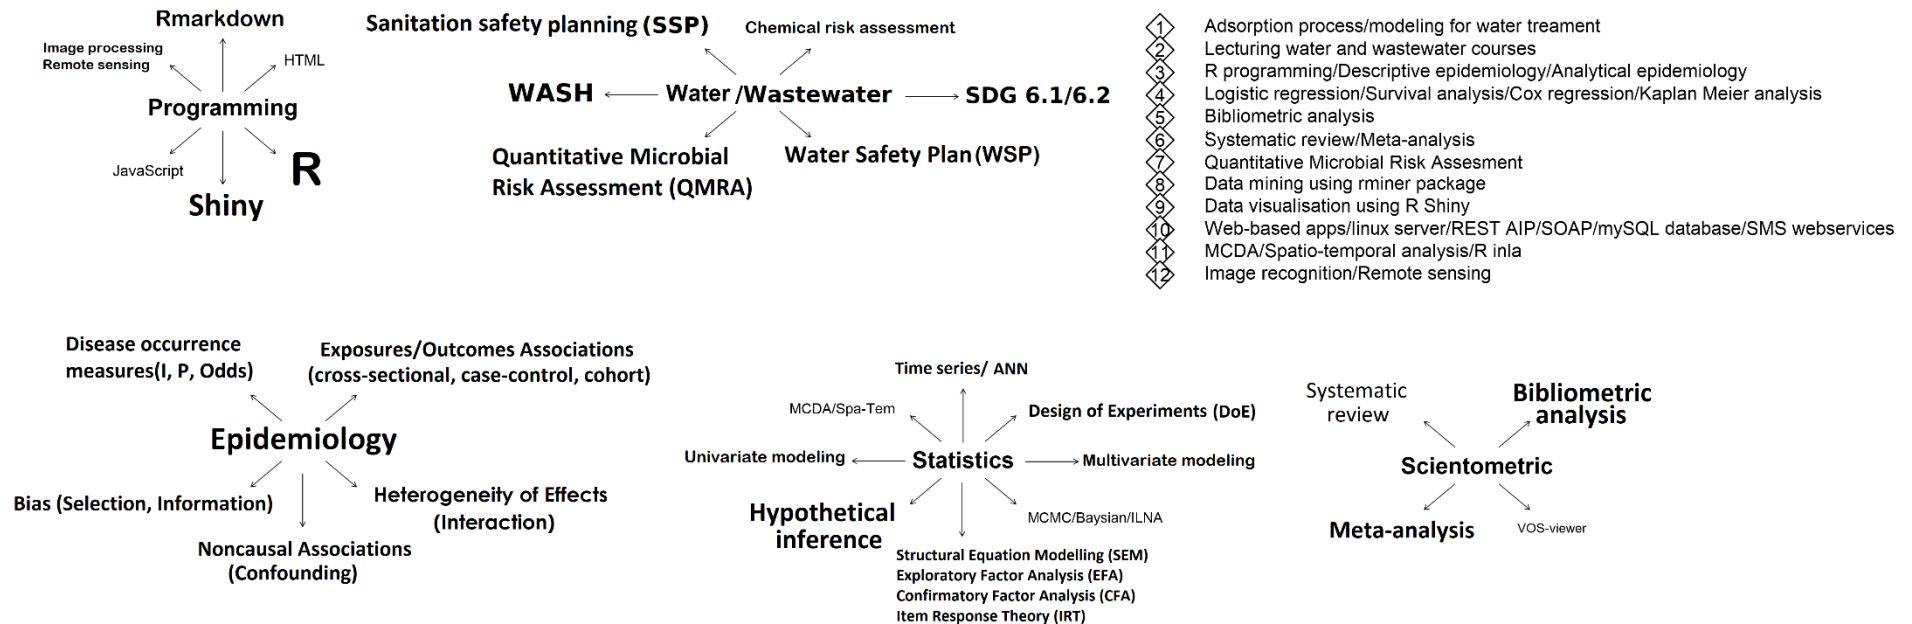 Rmarkdown
Image processing
Remote sensing
HTML
Programming
JavaScript
R
Shiny
Sanitation safety planning (SSP)
Chemical risk assessment
WASH
Water /Wastewater
SDG 6.1/6.2
Quantitative Microbial
Risk Assessment (QMRA)
Water Safety Plan (WSP)
1 Adsorption process/modeling for water treament
2 Lecturing water and wastewater courses
3 R programming/Descriptive epidemiology/Analytical epidemiology
4 Logistic regression/Survival analysis/Cox regression/Kaplan Meier analysis
5 Bibliometric analysis
6 Systematic review/Meta-analysis
7 Quantitative Microbial Risk Assesment
8 Data mining using rminer package
9 Data visualisation using R Shiny
10 Web-based apps/linux server/REST AIP/SOAP/mySQL database/SMS webservices
11 MCDA/Spatio-temporal analysis/R inla
12 Image recognition/Remote sensing
Disease occurrence
measures(I, P, Odds)
Exposures/Outcomes Associations
(cross-sectional, case-control, cohort)
Epidemiology
Bias (Selection, Information)
Heterogeneity of Effects
(Interaction)
Noncausal Associations
(Confounding)
Time series/ ANN
MCDA/Spa-Tem
Design of Experiments (DoE)
Univariate modeling
Statistics
Multivariate modeling
Hypothetical
inference
MCMC/Baysian/ILNA
Structural Equation Modelling (SEM)
Exploratory Factor Analysis (EFA)
Confirmatory Factor Analysis (CFA)
Item Response Theory (IRT)
Systematic
review
Bibliometric
analysis
Scientometric
Meta-analysis
VOS-viewer